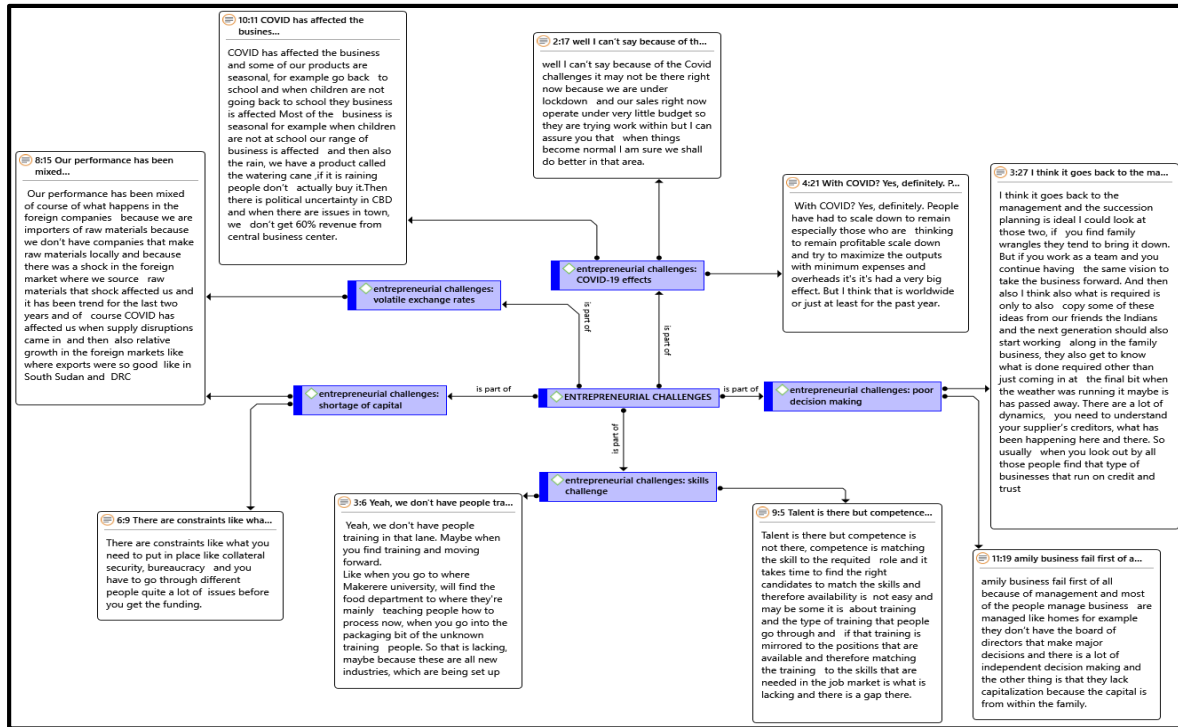 10:11 COVID has affected the
busines...
COVID has affected the business
and some of our products are
seasonal, for example go back to
school and when children are not
going back to school they business
is affected Most of the business is
seasonal for example when children
are not at school our range of
business is affected and then also
the rain, we have a product called
the watering cane ,if it is raining
people don't actually buy it.Then
there is political uncertainty in CBD
and when there are issues in town,
we don't get 60% revenue from
central business center.
2:17 well I can't say because of th...
well I can't say because of the Covid
challenges it may not be there right
now because we are under
lockdown and our sales right now
operate under very little budget so
they are trying work within but I can
assure you that when things
become normal I am sure we shall
do better in that area.
8:15 Our performance has been
mixed...
Our performance has been mixed
of course of what happens in the
foreign companies because we are
importers of raw materials because
we don't have companies that make
raw materials locally and because
there was a shock in the foreign
market where we source raw
materials that shock affected us and
it has been trend for the last two
years and of course COVID has
affected us when supply disruptions
came in and then also relative
growth in the foreign markets like
where exports were so good like in
South Sudan and DRC
4:21 With COVID? Yes, definitely. P...
With COVID? Yes, definitely. People
have had to scale down to remain
especially those who are thinking
to remain profitable scale down
and try to maximize the outputs
with minimum expenses and
overheads it's it's had a very big
effect. But I think that is worldwide
or just at least for the past year.
3:27 I think it goes back to the ma...
I think it goes back to the
management and the succession
planning is ideal I could look at
those two, if you find family
wrangles they tend to bring it down.
But if you work as a team and you
continue having the same vision to
take the business forward. And then
also I think also what is required is
only to also copy some of these
ideas from our friends the Indians
and the next generation should also
start working along in the family
business, they also get to know
what is done required other than
just coming in at the final bit when
the weather was running it maybe is
has passed away. There are a lot of
dynamics, you need to understand
your supplier's creditors, what has
been happening here and there. So
usually when you look out by all
those people find that type of
businesses that run on credit and
trust
entrepreneurial challenges:
COVID-19 effects
entrepreneurial challenges:
volatile exchange rates
is part of
is part of
entrepreneurial challenges:
shortage of capital
is part of
ENTREPRENEURIAL CHALLENGES
is part of
entrepreneurial challenges: poor
decision making
is part of
entrepreneurial challenges: skills
challenge
6:9 There are constraints like wha...
There are constraints like what you
need to put in place like collateral
security, bureaucracy and you
have to go through different
people quite a lot of issues before
you get the funding.
3:6 Yeah, we don't have people tra...
Yeah, we don't have people
training in that lane. Maybe when
you find training and moving
forward.
Like when you go to where
Makerere university, will find the
food department to where they're
mainly teaching people how to
process now, when you go into the
packaging bit of the unknown
training people. So that is lacking,
maybe because these are all new
industries, which are being set up
9:5 Talent is there but competence...
Talent is there but competence is
not there, competence is matching
the skill to the requited role and it
takes time to find the right
candidates to match the skills and
therefore availability is not easy and
may be some it is about training
and the type of training that people
go through and if that training is
mirrored to the positions that are
available and therefore matching
the training to the skills that are
needed in the job market is what is
lacking and there is a gap there.
11:19 amily business fail first of a...
amily business fail first of all
because of management and most
of the people manage business are
managed like homes for example
they don't have the board of
directors that make major
decisions and there is a lot of
independent decision making and
the other thing is that they lack
capitalization because the capital is
from within the family.